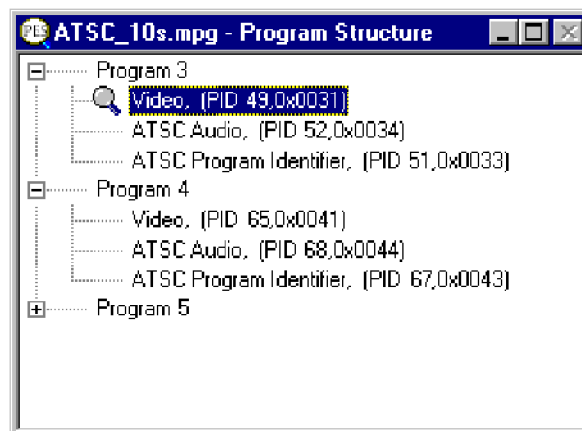 PES ATSC_10s.mpg - Program Structure
Program 3
Video, (PID 49,0x0031)
ATSC Audio, (PID 52,0x0034)
ATSC Program Identifier, (PID 51,0x0033)
Program 4
Video, (PID 65,0x0041)
ATSC Audio, (PID 68,0x0044)
ATSC Program Identifier, (PID 67,0x0043)
Program 5